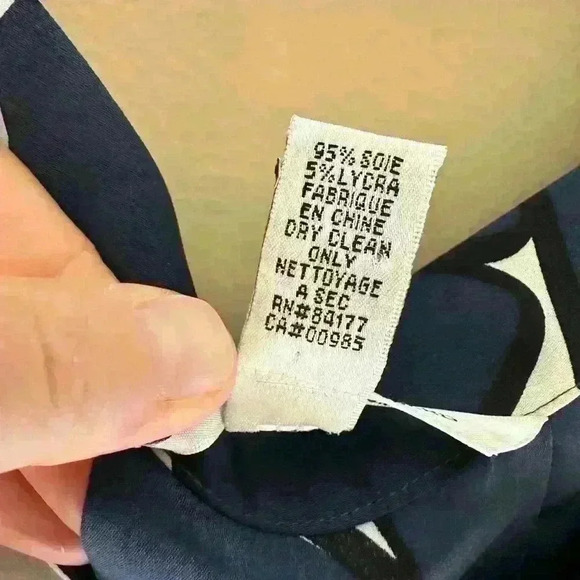 95% SOIE
5% LYCRA
FABRIQUE
EN CHINE
DRY CLEAN
ONLY
NETTOYAGE
A SEC
RN#84177
CA#00985